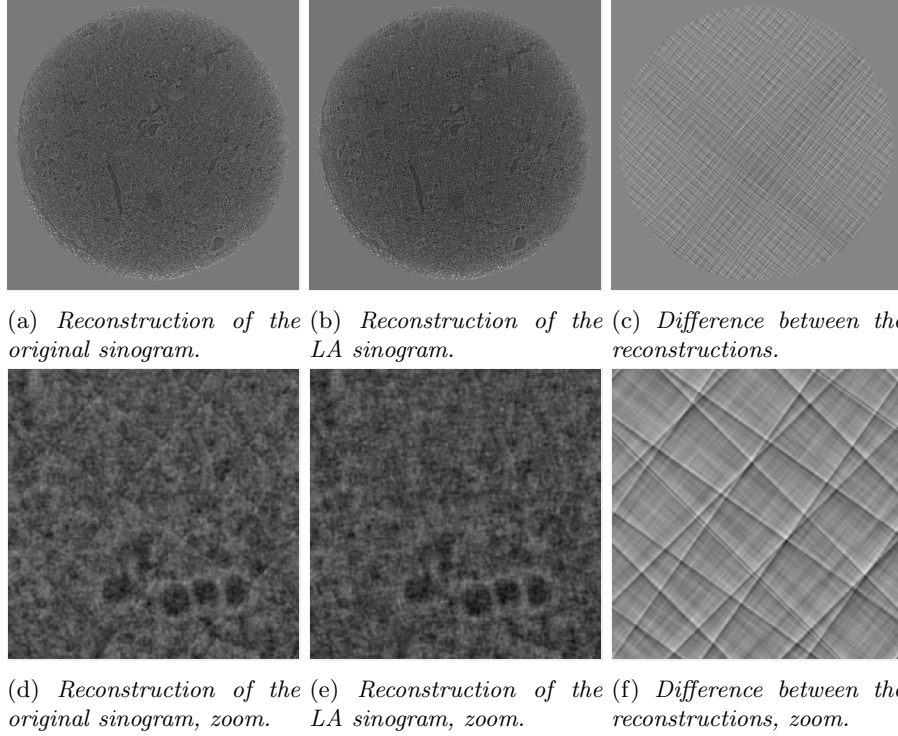 (a) Reconstruction of the (b) Reconstruction of the (c) Difference between the
original sinogram. LA sinogram. reconstructions.
(d) Reconstruction of the (e) Reconstruction of the (f) Difference between the
original sinogram, zoom. LA sinogram, zoom. reconstructions, zoom.